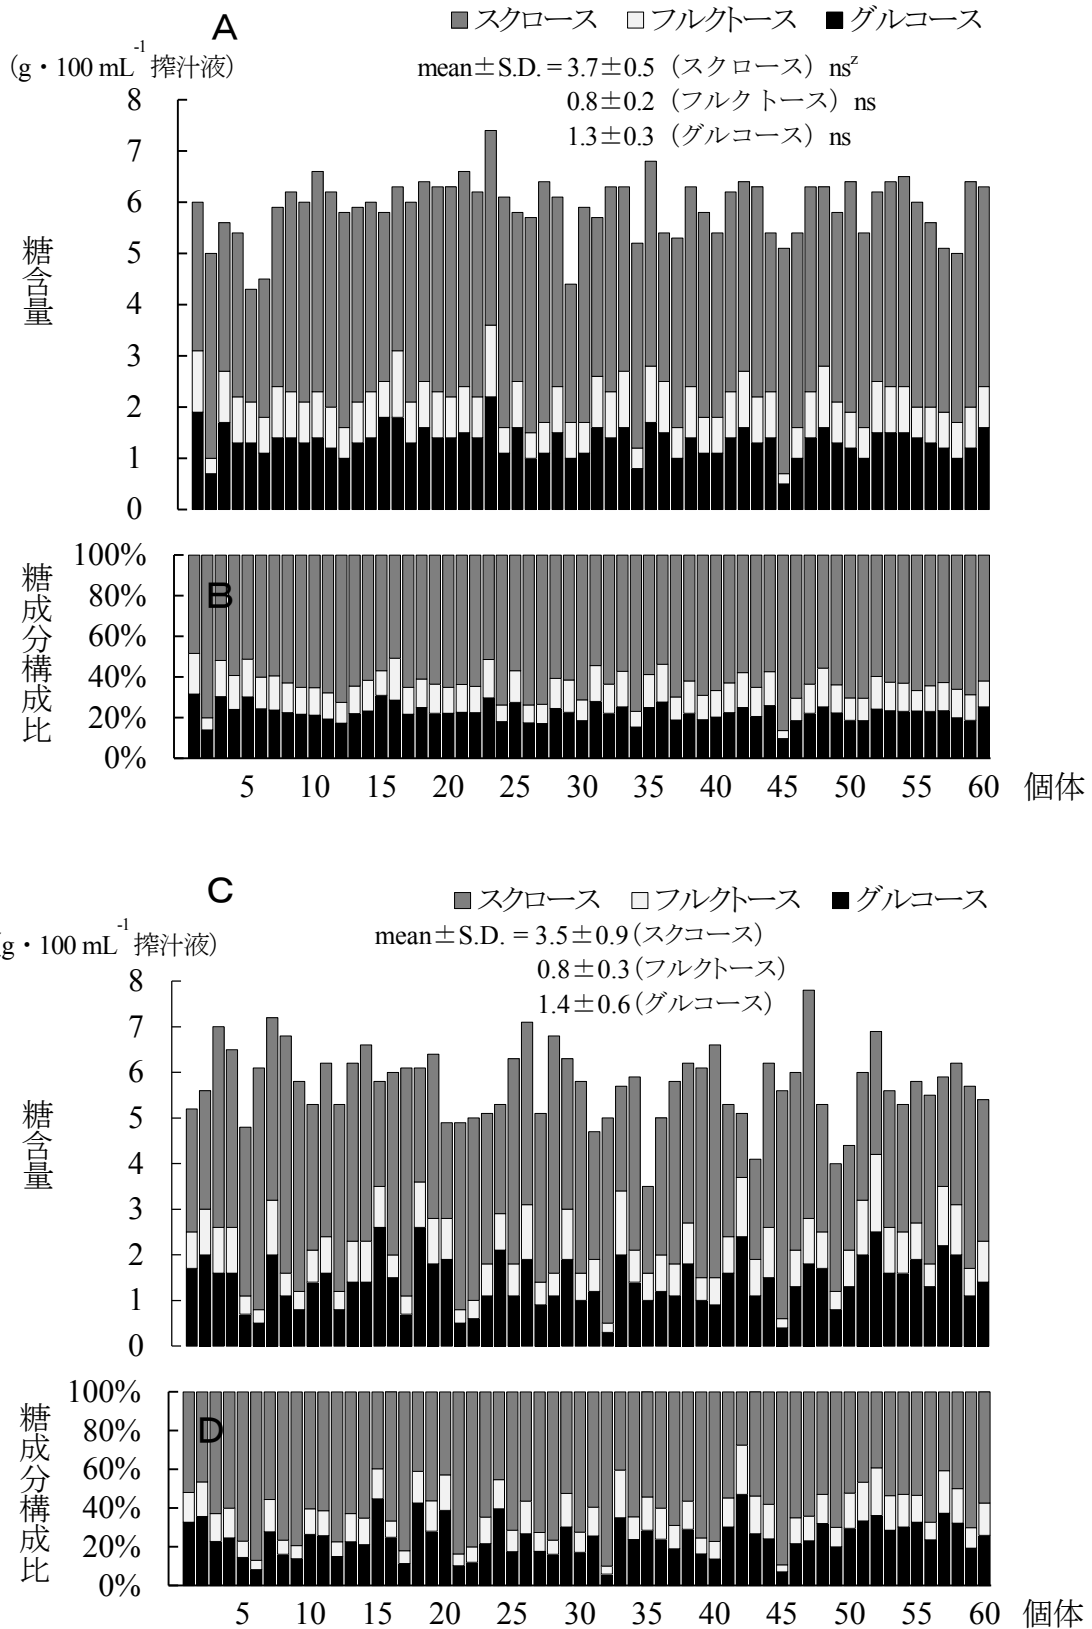 A
■スクロース □フルクトース ■グルコース
(g・100 mL-1 搾汁液)
mean±S.D. = 3.7±0.5 (スクロース) nsz
0.8±0.2 (フルクトース) ns
1.3±0.3 (グルコース) ns
8
7
6
5
4
3
2
1
0
糖含量
B
100%
80%
60%
40%
20%
0%
糖成分構成比
5 10 15 20 25 30 35 40 45 50 55 60 個体
C
■スクロース □フルクトース ■グルコース
g・100 mL-1 搾汁液)
mean±S.D. = 3.5±0.9(スクコース)
0.8±0.3(フルクトース)
1.4±0.6(グルコース)
8
7
6
5
4
3
2
1
0
糖含量
D
100%
80%
60%
40%
20%
0%
糖成分構成比
5 10 15 20 25 30 35 40 45 50 55 60 個体